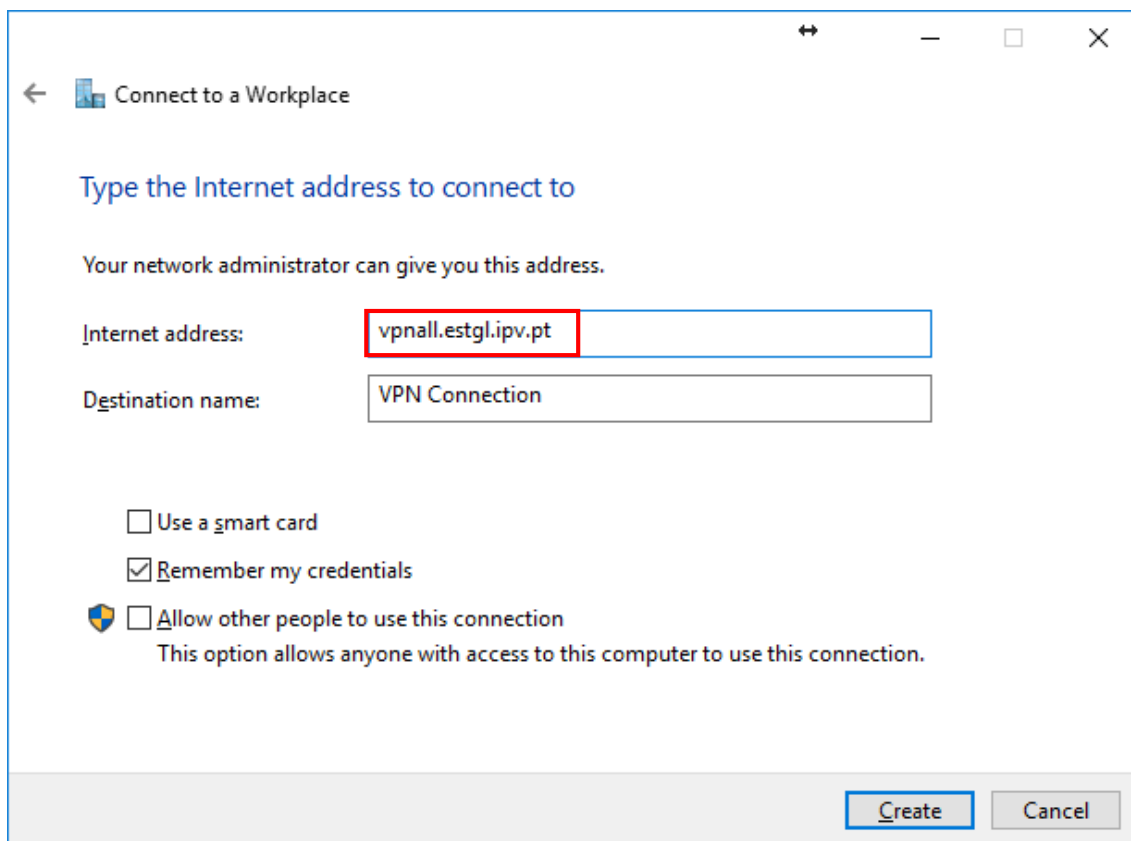 Connect to a Workplace
Type the Internet address to connect to
Your network administrator can give you this address.
Internet address: vpnall.estgl.ipv.pt
Destination name: VPN Connection
Use a smart card
Remember my credentials
Allow other people to use this connection
This option allows anyone with access to this computer to use this connection.
Create Cancel